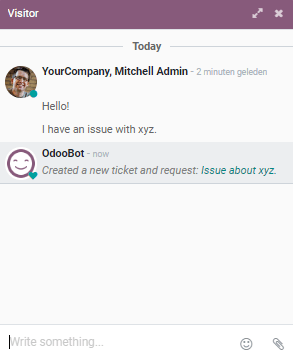 Visitor
Today
YourCompany, Mitchell Admin - 2 minuten geleden
Hello!
I have an issue with xyz.
OdooBot - now
Created a new ticket and request: Issue about xyz.
Write something...